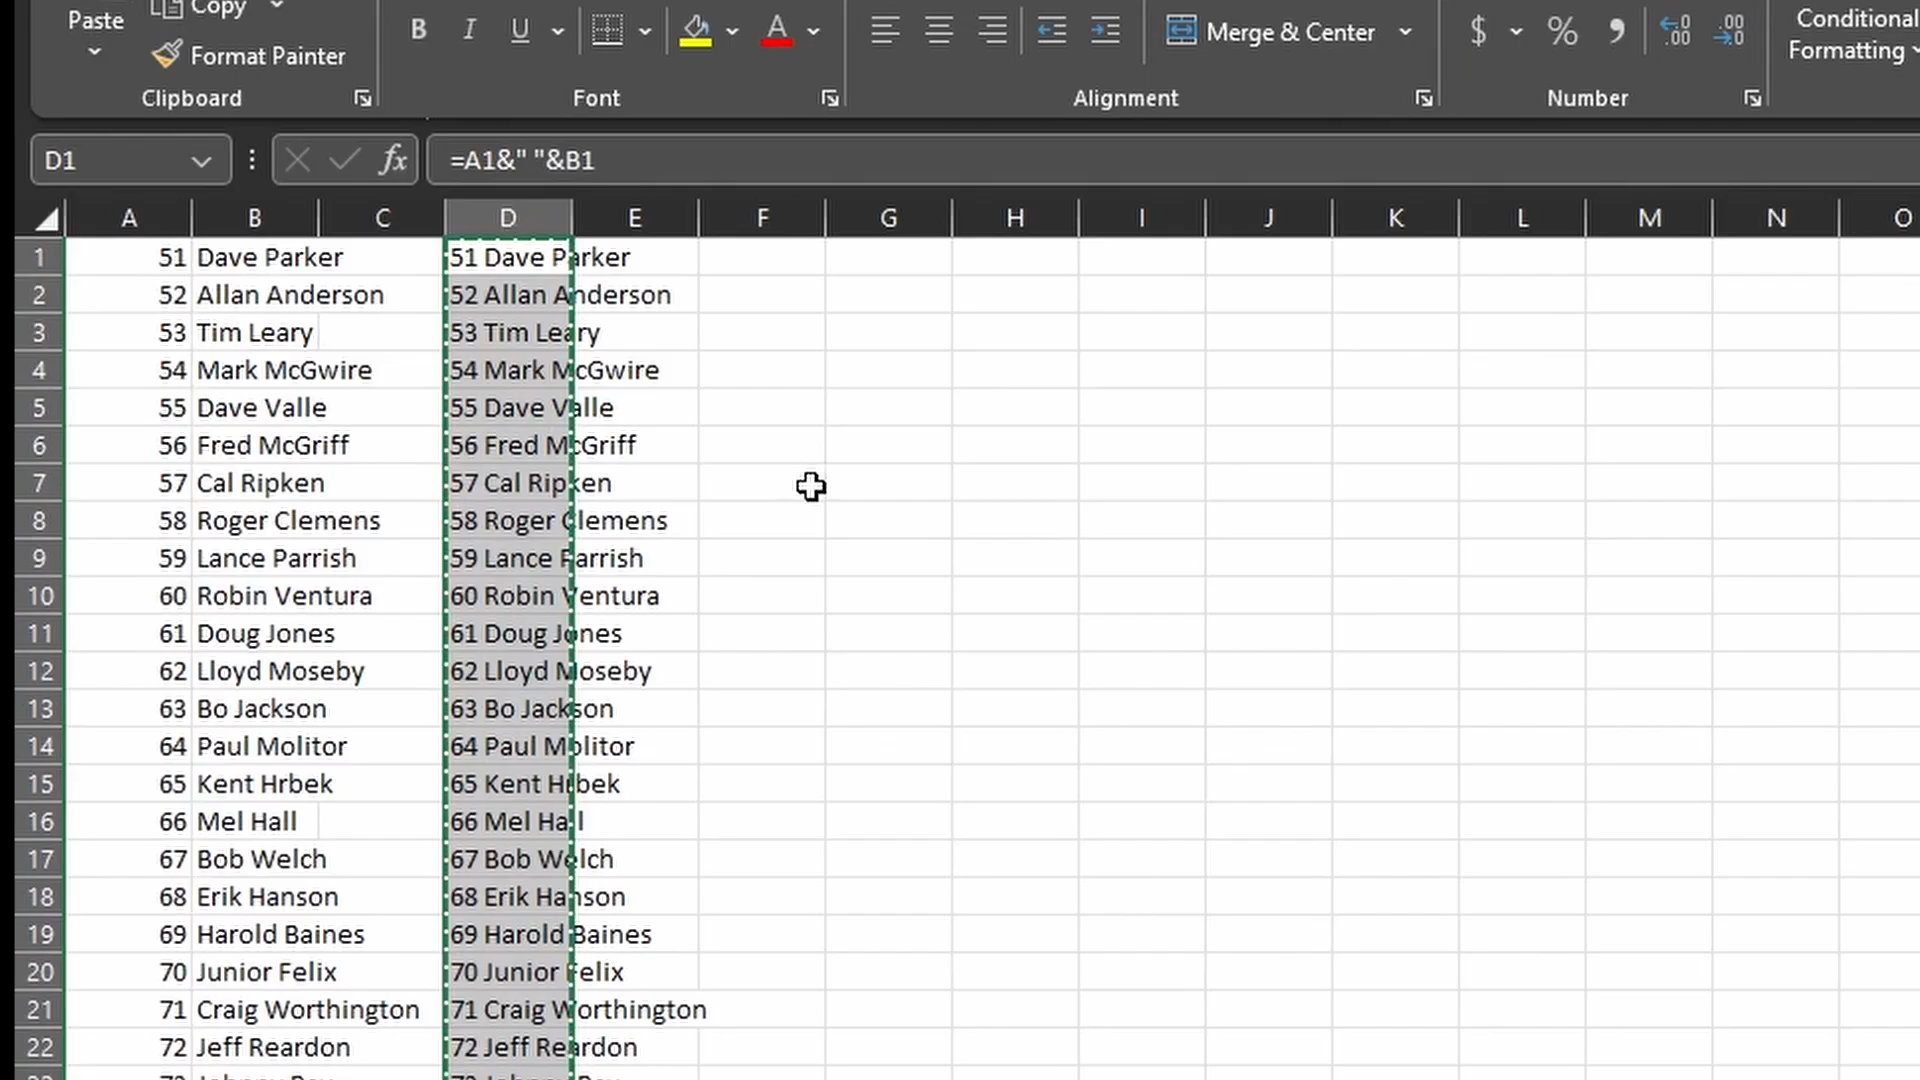 Paste
Copy
Format Painter
Clipboard
B I U
A
Font
Merge & Center
Alignment
$ % 9
.00
.00
Number
Conditional
Formatting
D1
fx
=A1&" "&B1
A B C D E F G H I J K L M N O
1 51 Dave Parker 51 Dave Parker
2 52 Allan Anderson 52 Allan Anderson
3 53 Tim Leary 53 Tim Leary
4 54 Mark McGwire 54 Mark McGwire
5 55 Dave Valle 55 Dave Valle
6 56 Fred McGriff 56 Fred McGriff
7 57 Cal Ripken 57 Cal Ripken
8 58 Roger Clemens 58 Roger Clemens
9 59 Lance Parrish 59 Lance Parrish
10 60 Robin Ventura 60 Robin Ventura
11 61 Doug Jones 61 Doug Jones
12 62 Lloyd Moseby 62 Lloyd Moseby
13 63 Bo Jackson 63 Bo Jackson
14 64 Paul Molitor 64 Paul Molitor
15 65 Kent Hrbek 65 Kent Hrbek
16 66 Mel Hall 66 Mel Hall
17 67 Bob Welch 67 Bob Welch
18 68 Erik Hanson 68 Erik Hanson
19 69 Harold Baines 69 Harold Baines
20 70 Junior Felix 70 Junior Felix
21 71 Craig Worthington 71 Craig Worthington
22 72 Jeff Reardon 72 Jeff Reardon